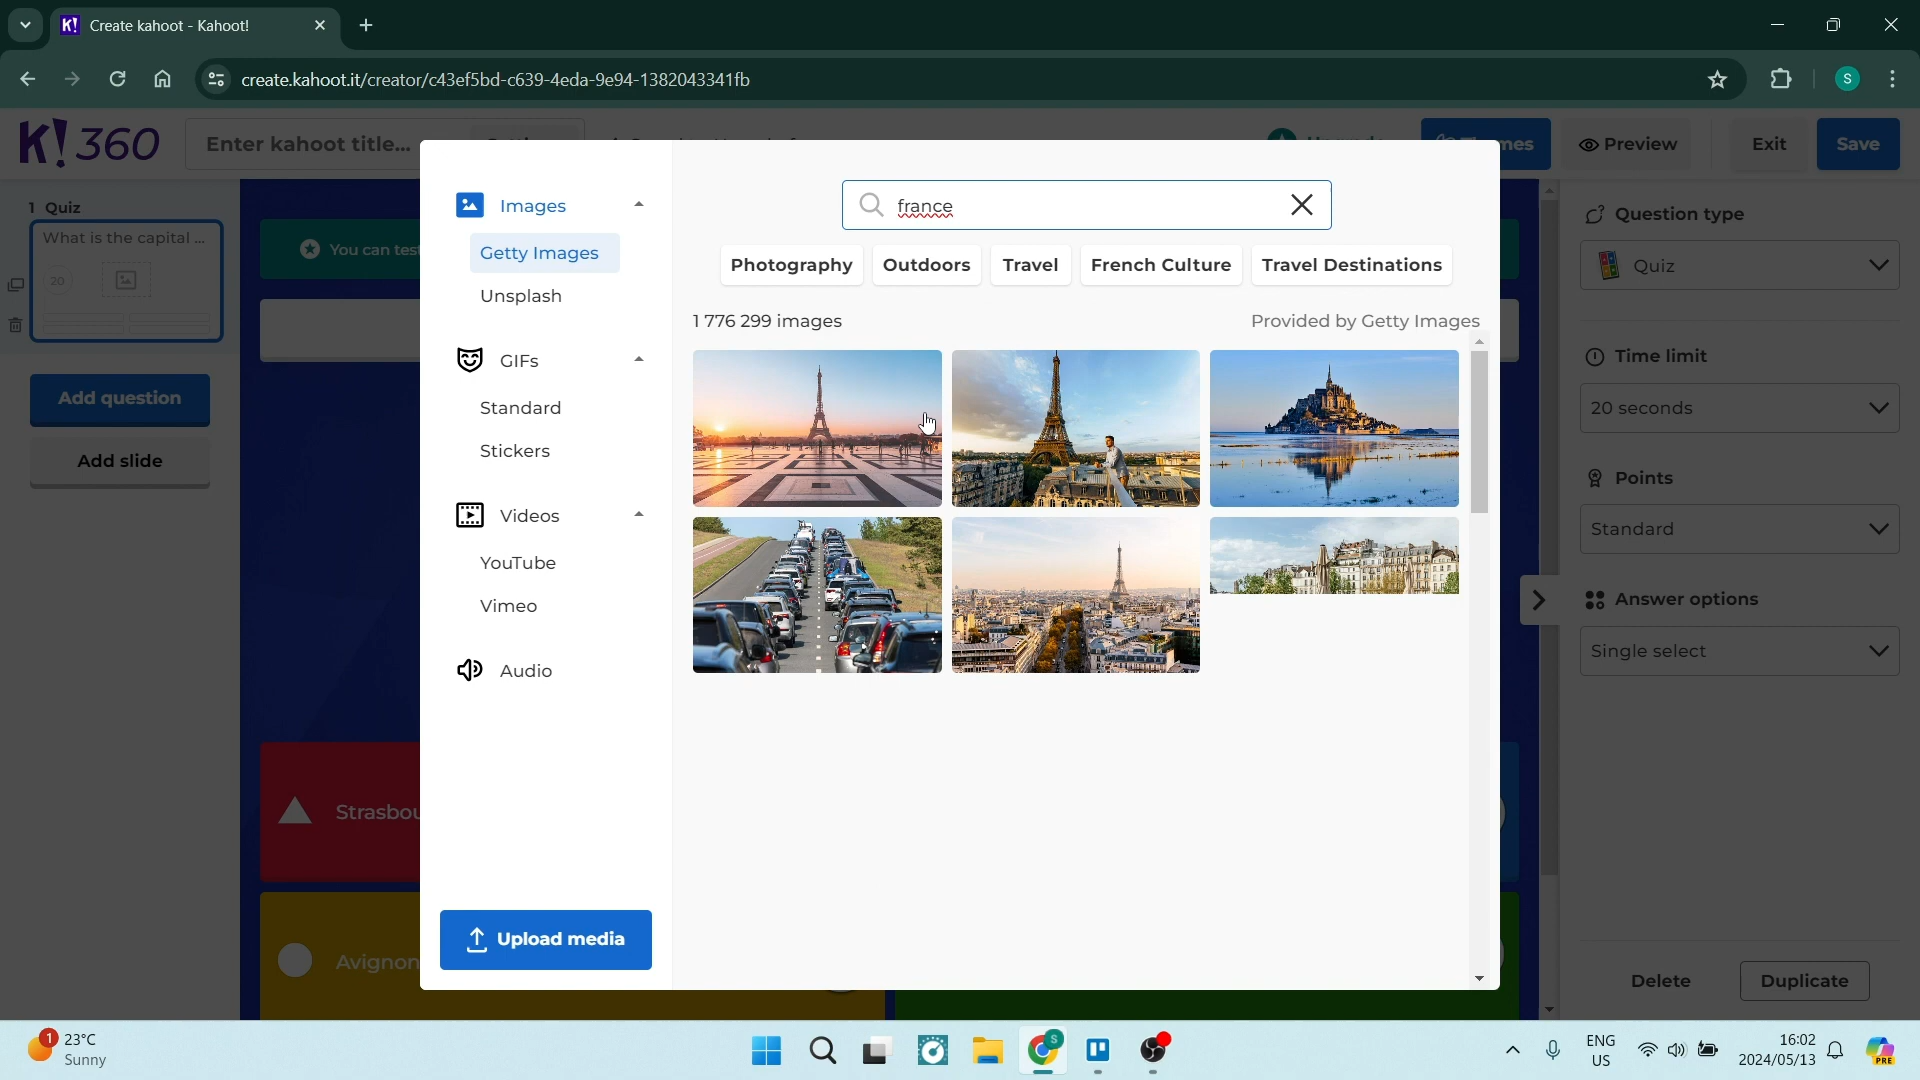 Create kahoot - Kahoot!
create.kahoot.it/creator/c43ef5bd-c639-4eda-9e94-1382043341fb
S
K! 360
Enter kahoot title...
Preview
Exit
Save
1 Quiz
What is the capital ...
20
Add question
Add slide
You can test
Strasbou
Avignon
Images
Getty Images
Unsplash
GIFs
Standard
Stickers
Videos
YouTube
Vimeo
Audio
Upload media
france
Photography
Outdoors
Travel
French Culture
Travel Destinations
1 776 299 images
Provided by Getty Images
Question type
Quiz
Time limit
20 seconds
Points
Standard
Answer options
Single select
Delete
Duplicate
1
23°C
Sunny
S
ENG
US
16:02
2024/05/13
PRE